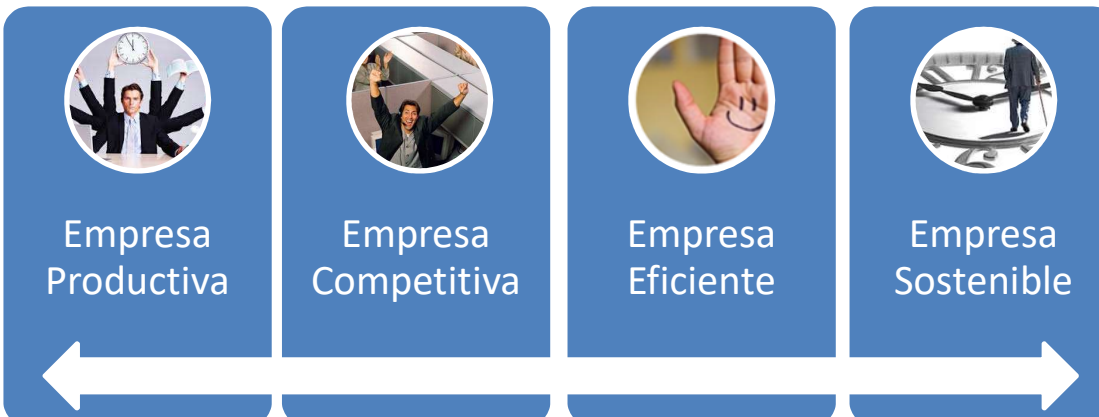 Empresa
Productiva
Empresa
Competitiva
Empresa
Eficiente
Empresa
Sostenible